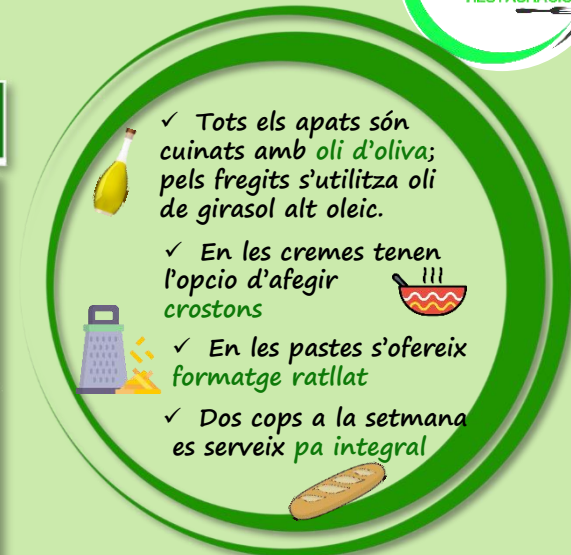 ✓ Tots els apats són
cuinats amb oli d'oliva;
pels fregits s'utilitza oli
de girasol alt oleic.
✓ En les cremes tenen
l'opcio d'afegir
crostons
✓ En les pastes s'ofereix
formatge ratllat
✓ Dos cops a la setmana
es serveix pa integral